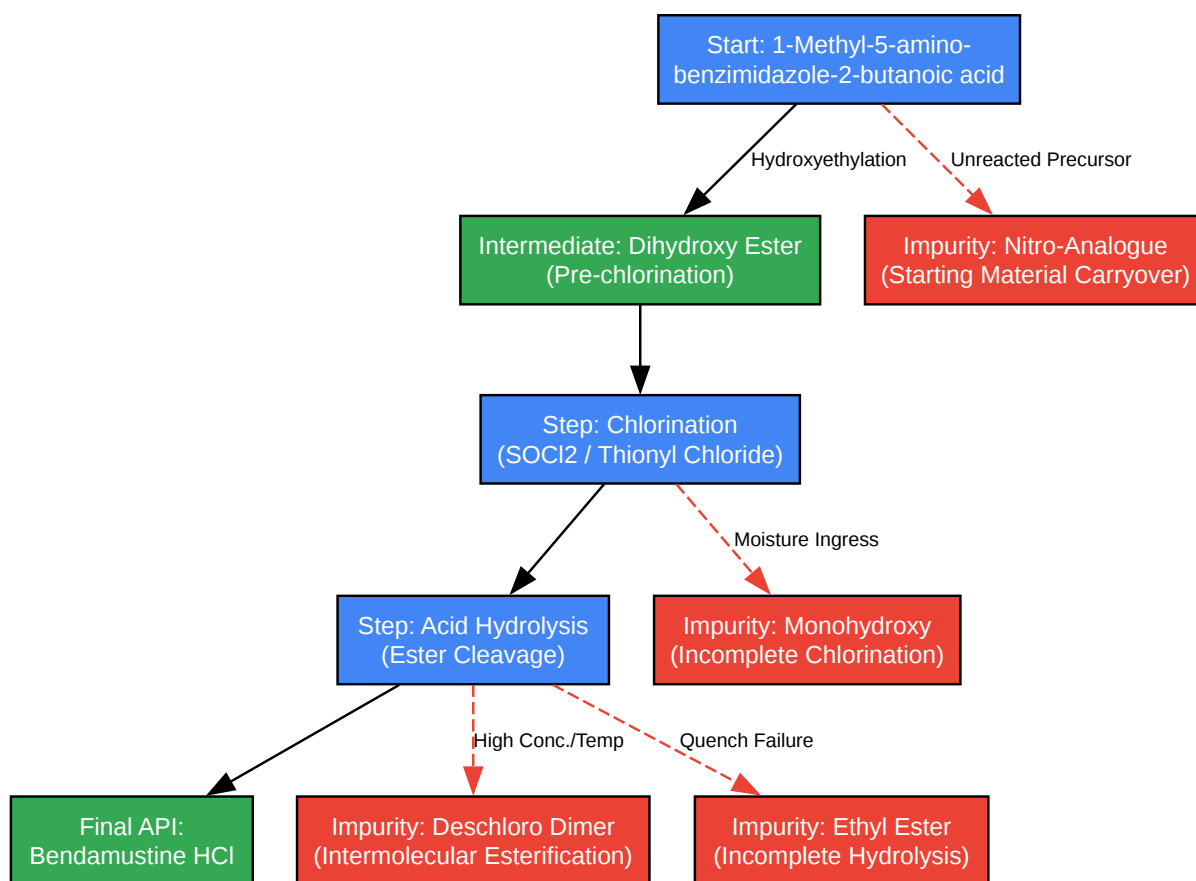 Start: 1-Methyl-5-amino-
benzimidazole-2-butanoic acid
Hydroxyethylation
Unreacted Precursor
Intermediate: Dihydroxy Ester
(Pre-chlorination)
Impurity: Nitro-Analogue
(Starting Material Carryover)
Step: Chlorination
(SOCl2 / Thionyl Chloride)
Moisture Ingress
Step: Acid Hydrolysis
(Ester Cleavage)
Impurity: Monohydroxy
(Incomplete Chlorination)
High Conc./Temp
Quench Failure
Final API:
Bendamustine HCl
Impurity: Deschloro Dimer
(Intermolecular Esterification)
Impurity: Ethyl Ester
(Incomplete Hydrolysis)